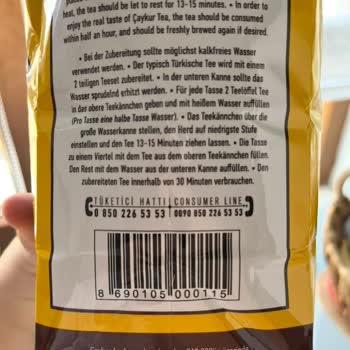 heat, the tea should be let to rest for 13-15 minutes. • In order to
enjoy the real taste of Çaykur Tea, the tea should be consumed
within half an hour, and should be freshly brewed again if desired.
• Bei der Zubereitung sollte möglichst kalkfreies Wasser
verwendet werden. • Der typisch Türkische Tee wird mit einem
2 teiligen Teeset zubereitet. • In der unteren Kanne sollte das
Wasser sprudelnd erhitzt werden. • Für jede Tasse 2 Teelöffel Tee
in das obere Teekännchen geben und mit heißem Wasser auffüllen
(Pro Tasse eine halbe Tasse Wasser). • Das Teekännchen über die
große Wasserkanne stellen, den Herd auf niedrigste Stufe
einstellen und den Tee 13-15 Minuten ziehen lassen. • Die Tasse
zu einem Viertel mit dem Tee aus dem oberen Teekännchen füllen.
Den Rest mit dem Wasser aus der unteren Kanne auffüllen. • Den
zubereiteten Tee innerhalb von 30 Minuten verbrauchen.
TÜKETİCİ HATTI CONSUMER LINE
0 850 226 53 53 0090 850 226 53 53
8 690105 000115